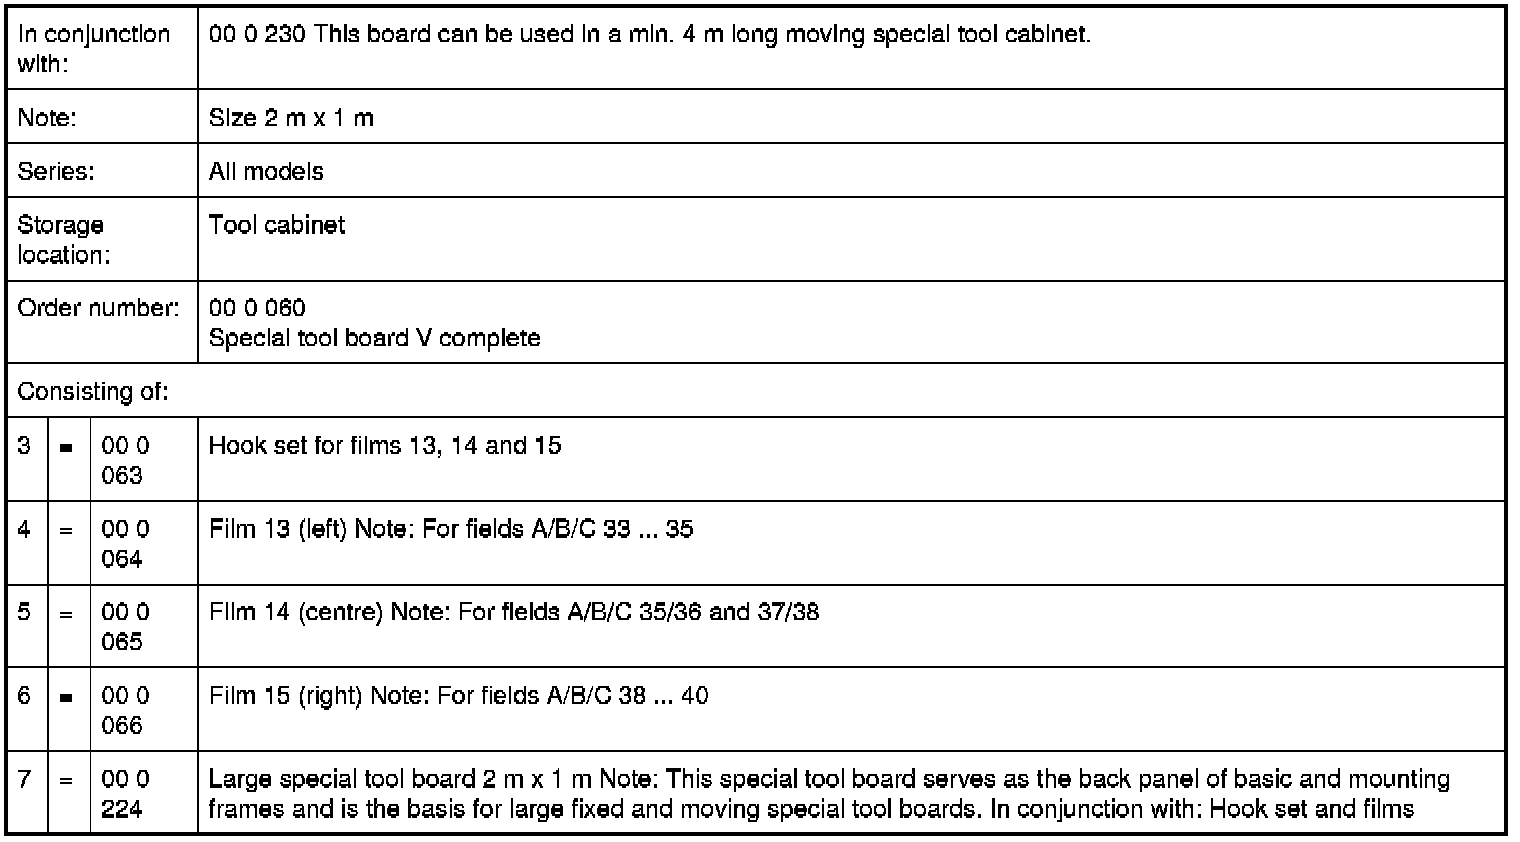 In conjunction with: 00 0 230 This board can be used in a min. 4 m long moving special tool cabinet.
Note: Size 2 m x 1 m
Series: All models
Storage location: Tool cabinet
Order number: 00 0 060
Special tool board V complete
Consisting of:
3 = 00 0 063 Hook set for films 13, 14 and 15
4 = 00 0 064 Film 13 (left) Note: For fields A/B/C 33 ... 35
5 = 00 0 065 Film 14 (centre) Note: For fields A/B/C 35/36 and 37/38
6 = 00 0 066 Film 15 (right) Note: For fields A/B/C 38 ... 40
7 = 00 0 224 Large special tool board 2 m x 1 m Note: This special tool board serves as the back panel of basic and mounting
frames and is the basis for large fixed and moving special tool boards. In conjunction with: Hook set and films